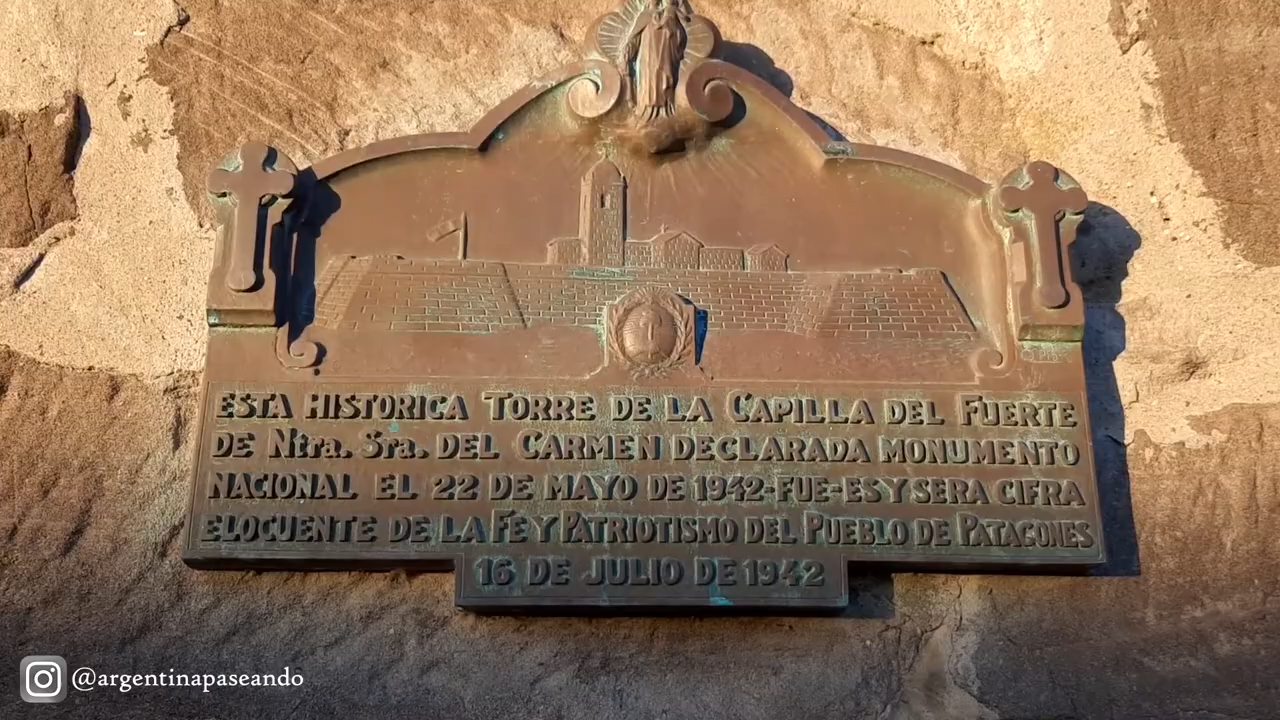 ESTA HISTORICA TORRE DE LA CAPILLA DEL FUERTE
DE Ntra. Sra. DEL CARMEN DECLARADA MONUMENTO
NACIONAL EL 22 DE MAYO DE 1942-FUE-ES Y SERA CIFRA
ELOCUENTE DE LA FE Y PATRIOTISMO DEL PUEBLO DE PATAGONES
16 DE JULIO DE 1942
@argentinapaseando